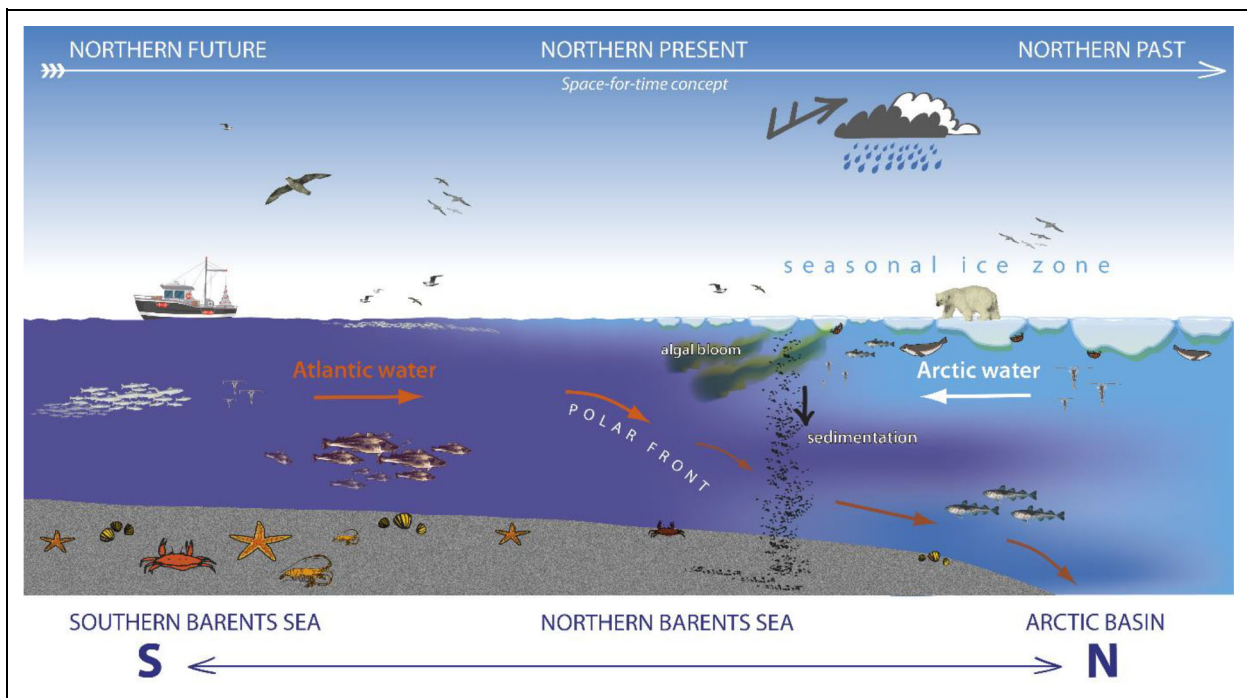 NORTHERN FUTURE
NORTHERN PRESENT
NORTHERN PAST
Space-for-time concept
seasonal ice zone
algal bloom
Atlantic water
Arctic water
POLAR FRONT
sedimentation
SOUTHERN BARENTS SEA
NORTHERN BARENTS SEA
ARCTIC BASIN
S
N